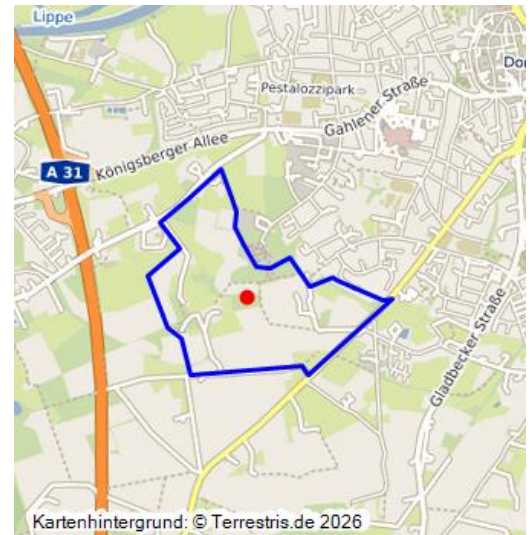 Lippe
Dor
Pestalozzipark
Gahlener Straße
Königsberger Allee
A 31
Gladbecker Straße
Kartenhintergrund: © Terrestris.de 2026